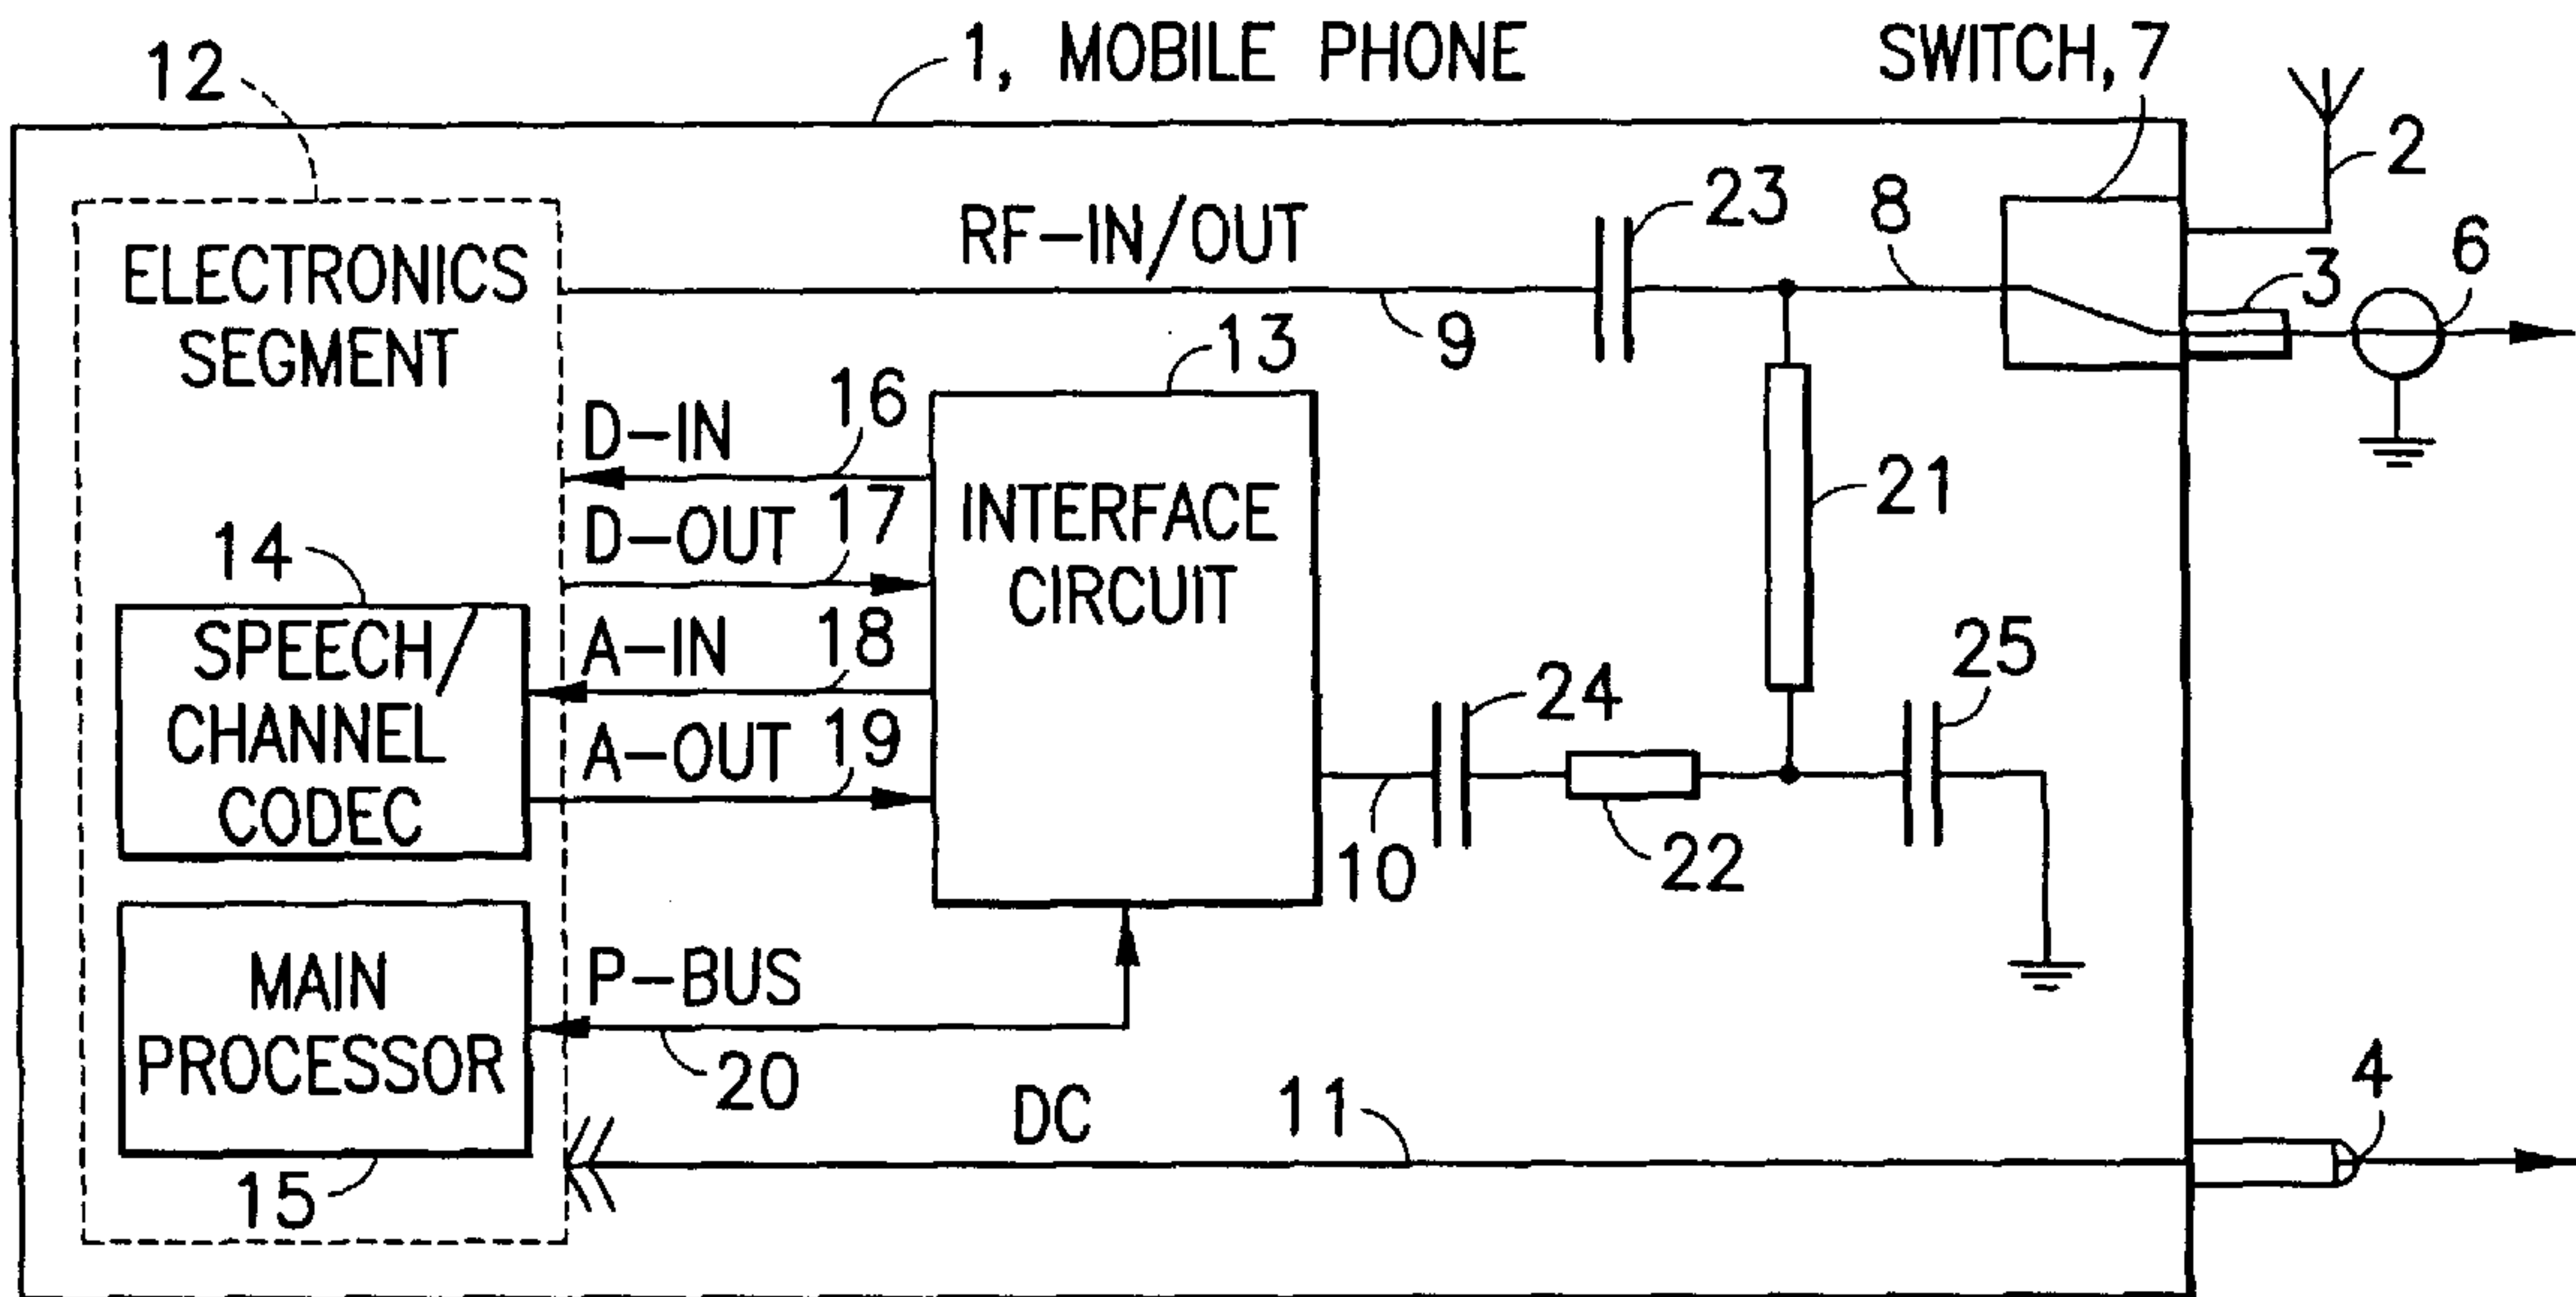 1, MOBILE PHONE
SWITCH, 7
12
2
23
8
6
RF-IN/OUT
3
ELECTRONICS
SEGMENT
9
13
16
D-IN
21
17
D-OUT
INTERFACE
CIRCUIT
14
18
A-IN
25
SPEECH/
CHANNEL
CODEC
24
19
A-OUT
10
22
MAIN
PROCESSOR
P-BUS
20
4
DC
11
15